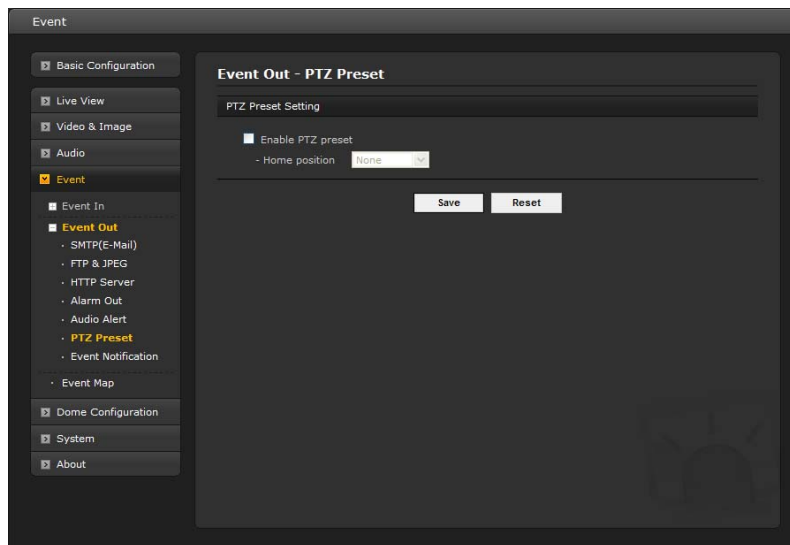 Event
Basic Configuration
Live View
Video & Image
Audio
Event
Event In
Event Out
· SMTP(E-Mail)
· FTP & JPEG
· HTTP Server
· Alarm Out
· Audio Alert
· PTZ Preset
· Event Notification
· Event Map
Dome Configuration
System
About
Event Out - PTZ Preset
PTZ Preset Setting
Enable PTZ preset
- Home position None
Save Reset